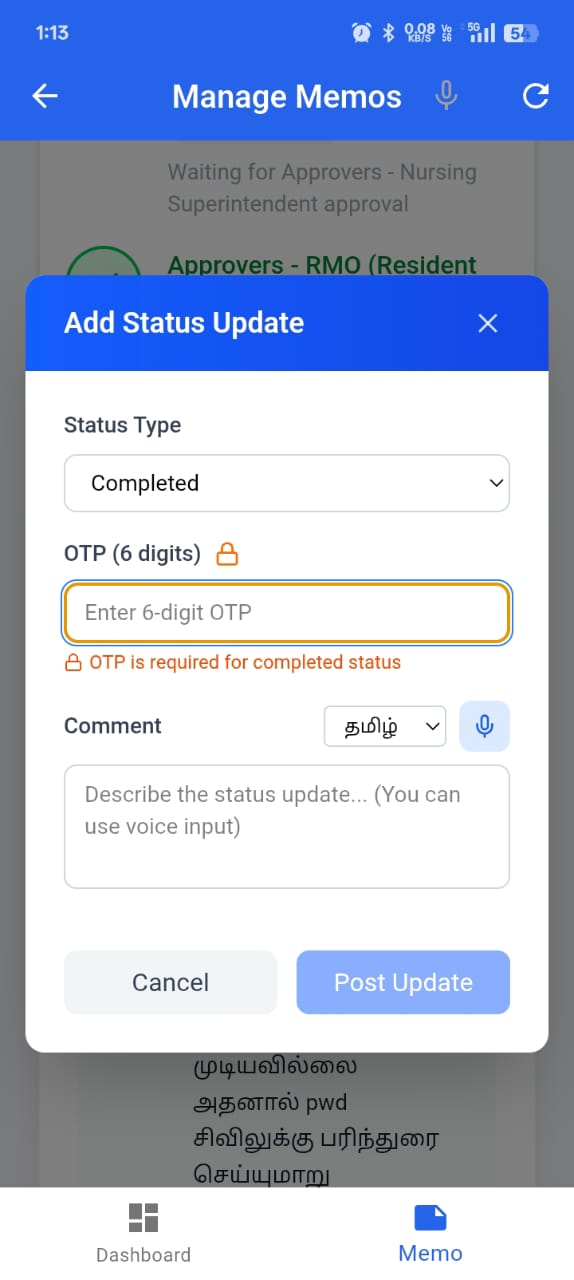 1:13
0.08 KB/S
Vo 56
5G
54
Manage Memos
Waiting for Approvers - Nursing
Superintendent approval
Approvers - RMO (Resident
Add Status Update
Status Type
Completed
OTP (6 digits)
Enter 6-digit OTP
OTP is required for completed status
Comment
தமிழ்
Describe the status update... (You can
use voice input)
Cancel
Post Update
முடியவில்லை
அதனால் pwd
சிவிலுக்கு பரிந்துரை
செய்யுமாறு
Dashboard
Memo